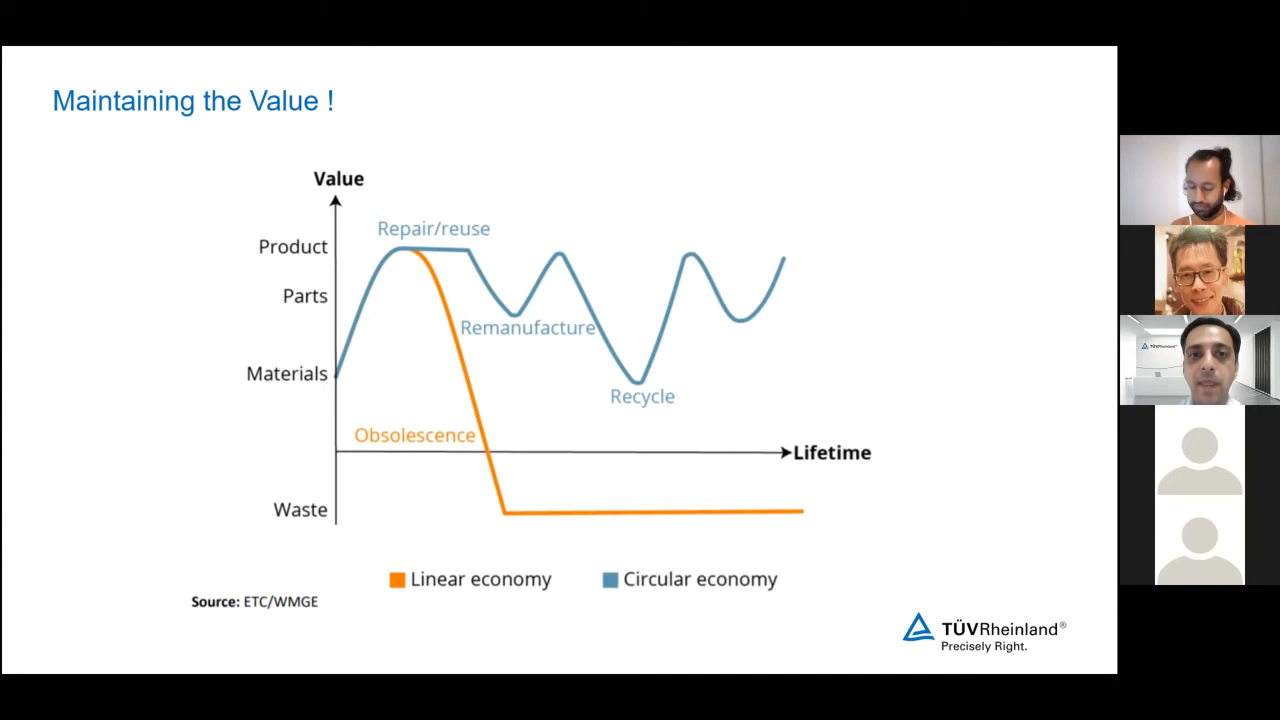 Maintaining the Value !
Value
Repair/reuse
Product
Parts
Remanufacture
Materials
Recycle
Obsolescence
Lifetime
Waste
Linear economy
Circular economy
Source: ETC/WMGE
TÜVRheinland®
Precisely Right.
TÜVRheinland